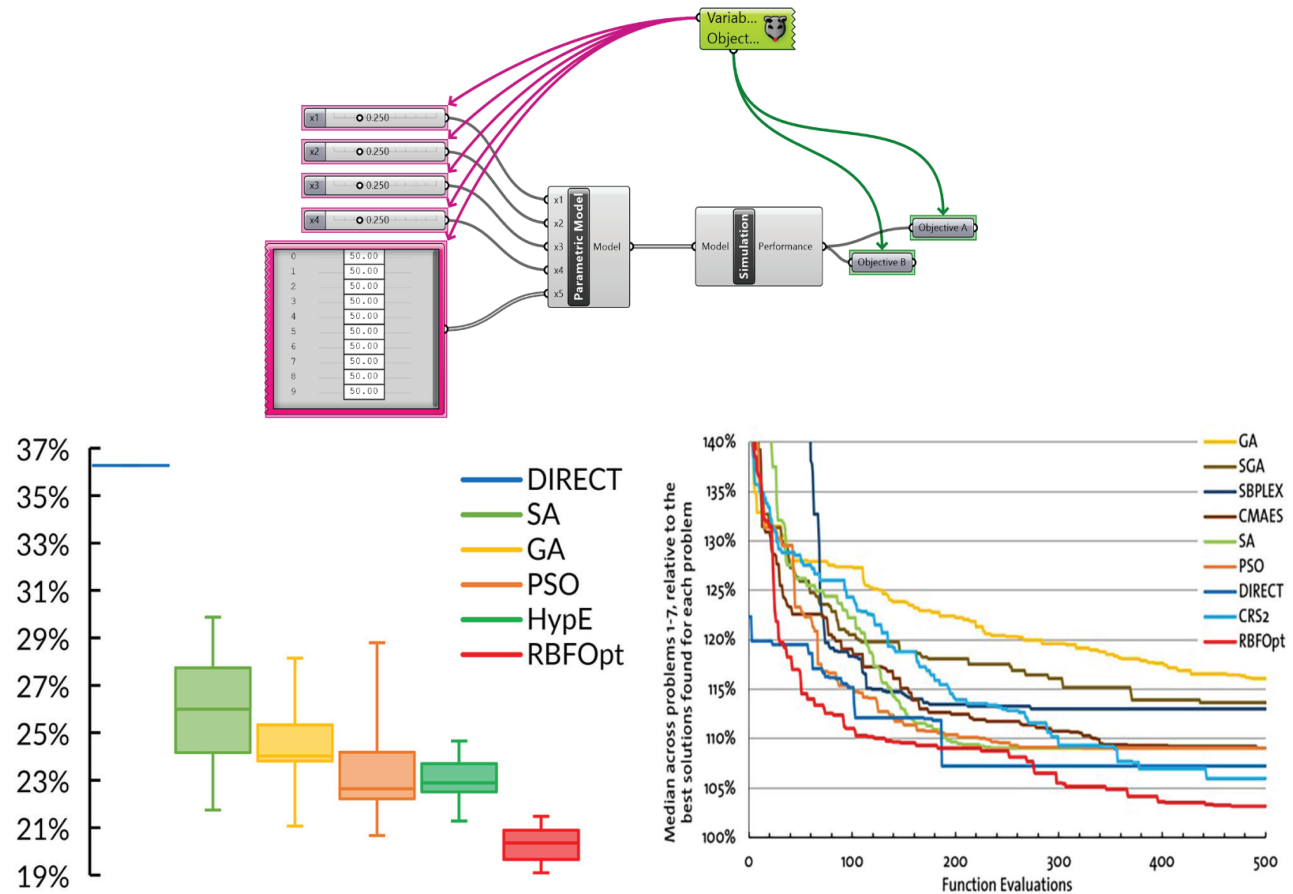 Variab...
Object...
x1 0.250
x2 0.250
x3 0.250
x4 0.250
0 50.00
1 50.00
2 50.00
3 50.00
4 50.00
5 50.00
6 50.00
7 50.00
8 50.00
9 50.00
x1
x2
x3
x4
x5
Parametric Model
Model
Model
Simulation
Performance
Objective A
Objective B
37%
35%
33%
31%
29%
27%
25%
23%
21%
19%
DIRECT
SA
GA
PSO
HypE
RBFOpt
Median across problems 1-7, relative to the
best solutions found for each problem
140%
135%
130%
125%
120%
115%
110%
105%
100%
GA
SGA
SBPLEX
CMAES
SA
PSO
DIRECT
CRS2
RBFOpt
0 100 200 300 400 500
Function Evaluations